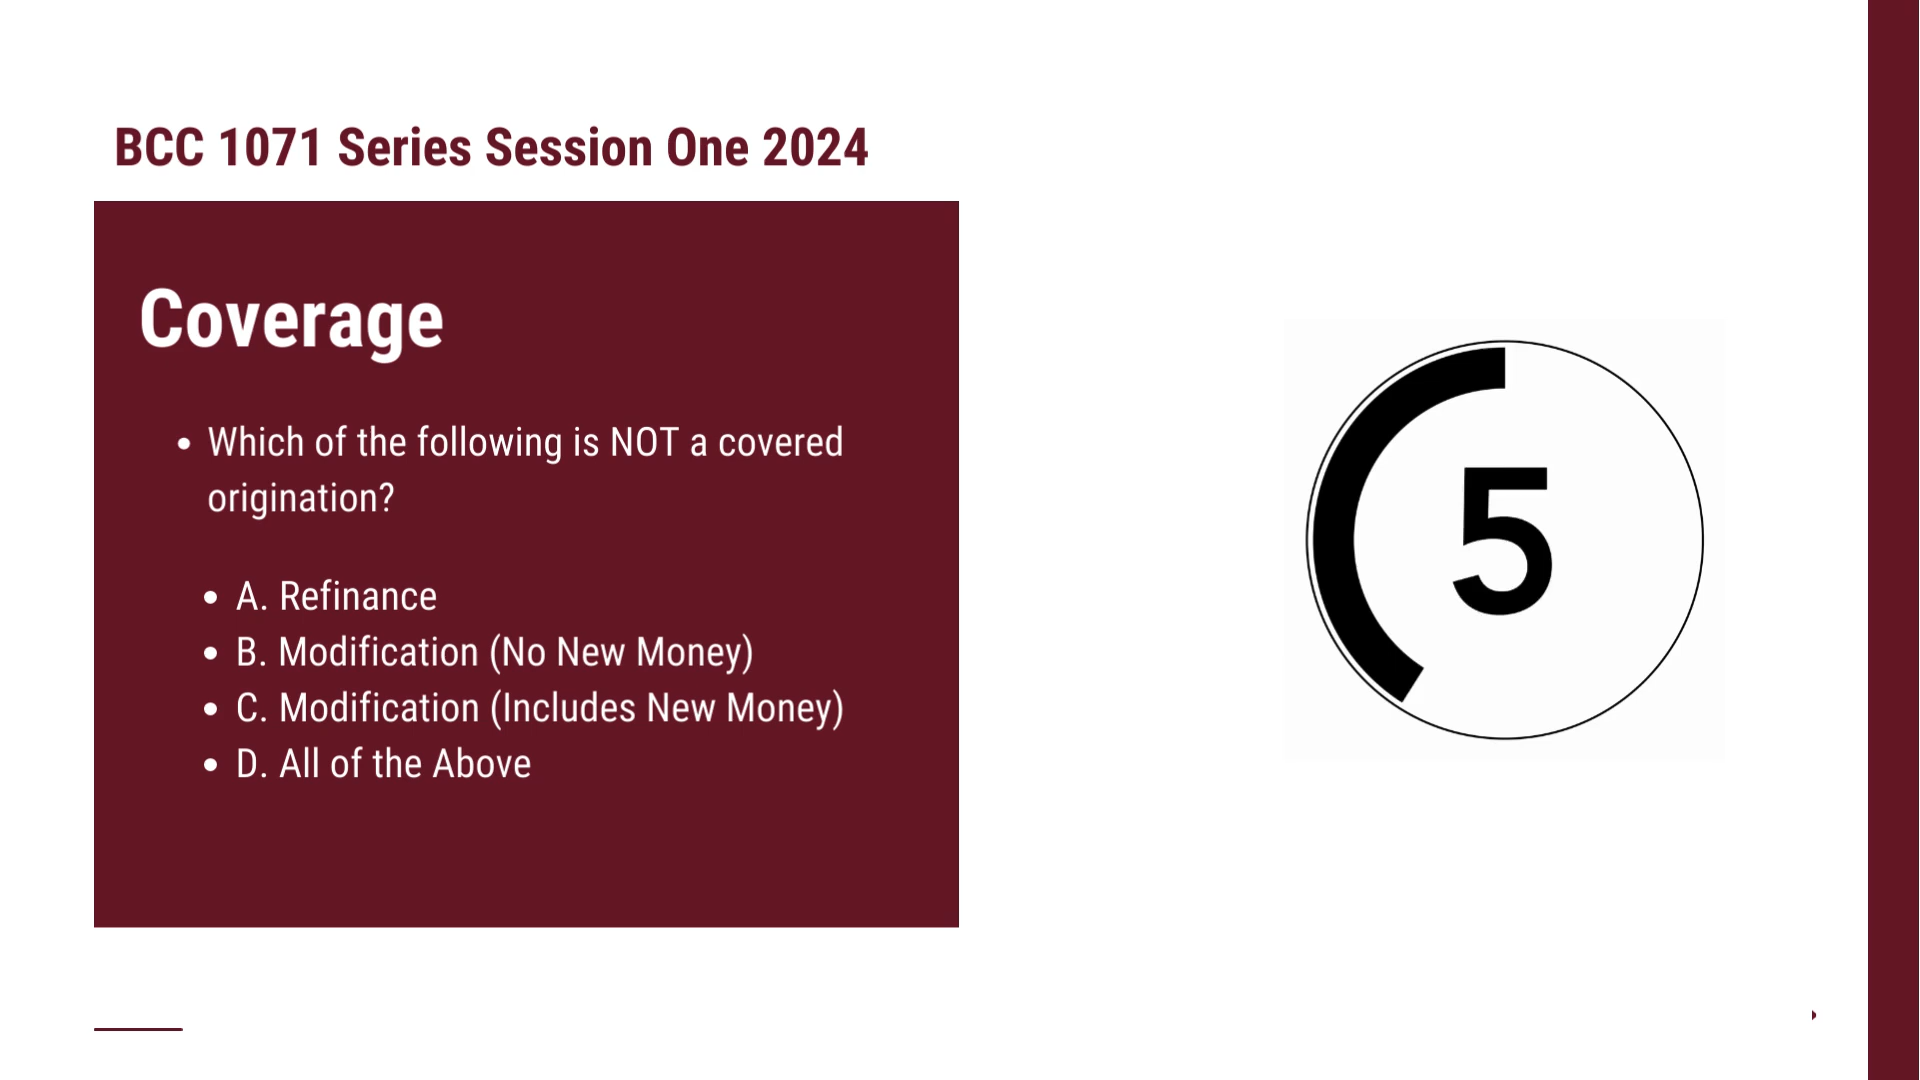 BCC 1071 Series Session One 2024
Coverage
• Which of the following is NOT a covered
origination?
• A. Refinance
• B. Modification (No New Money)
• C. Modification (Includes New Money)
• D. All of the Above
5